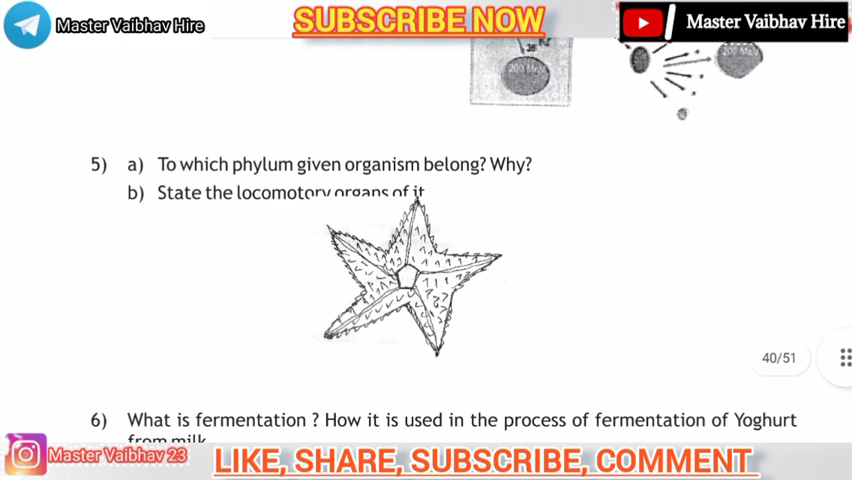 Master Vaibhav Hire
SUBSCRIBE NOW
Master Vaibhav Hire
5) a) To which phylum given organism belong? Why?
b) State the locomotory organs of it
40/51
6) What is fermentation ? How it is used in the process of fermentation of Yoghurt
from milk
Master Vaibhav 23
LIKE, SHARE, SUBSCRIBE, COMMENT